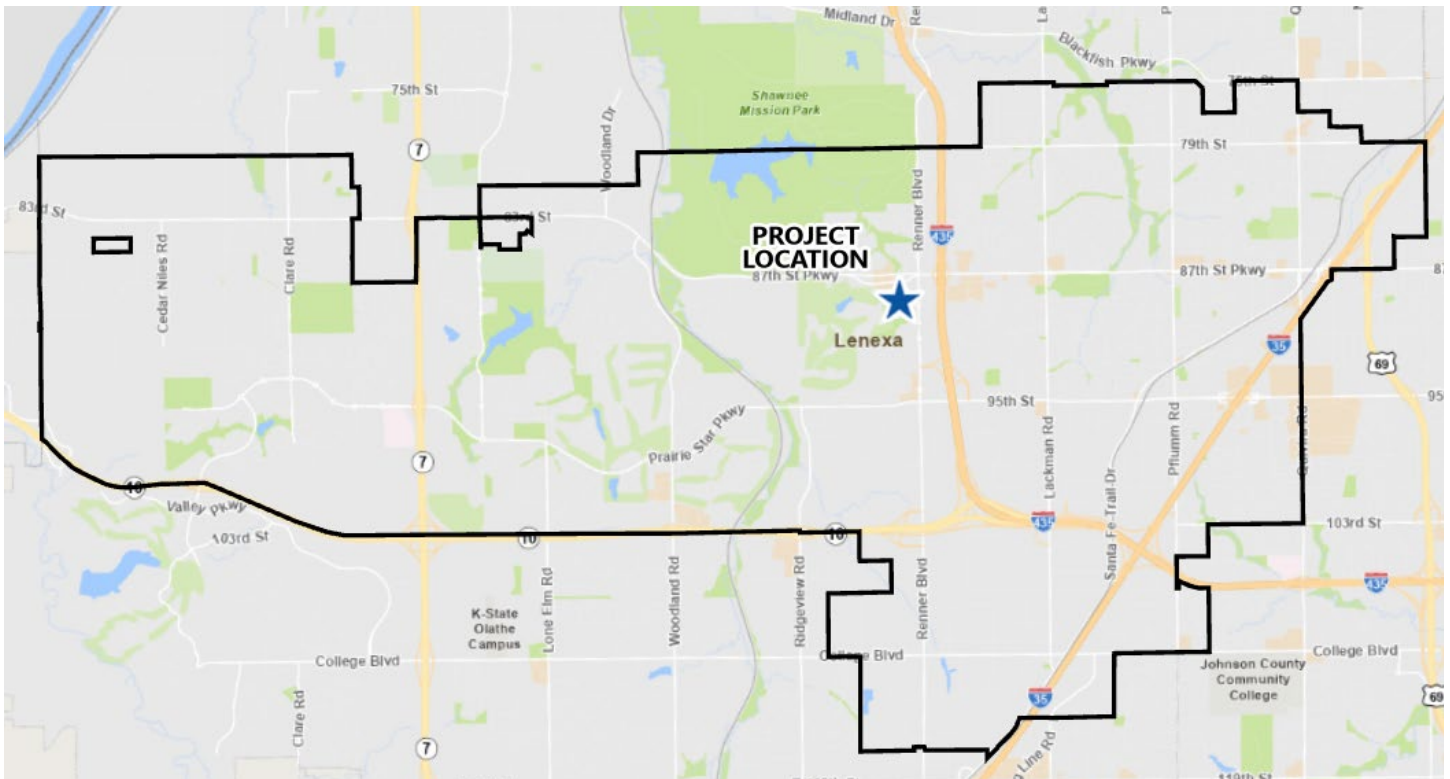 Midland Dr
Blackfish Pkwy
75th St
75th St
Shawnee
Mission Park
Woodland Dr
7
79th St
83rd St
83rd St
Renner Blvd
435
PROJECT
LOCATION
87th St Pkwy
87th St Pkwy
Cedar Niles Rd
Clare Rd
Lenexa
35
69
95th St
Prairie Star Pkwy
7
Pflumm Rd
Lackman Rd
Santa Fe-Trail-Dr
10
Valley Pkwy
103rd St
10
10
435
103rd St
435
K-State
Olathe
Campus
Lone Elm Rd
Woodland Rd
Ridgeview Rd
Renner Blvd
College Blvd
College Blvd
College Blvd
Johnson County
Community
College
Clare Rd
35
69
7
119th St